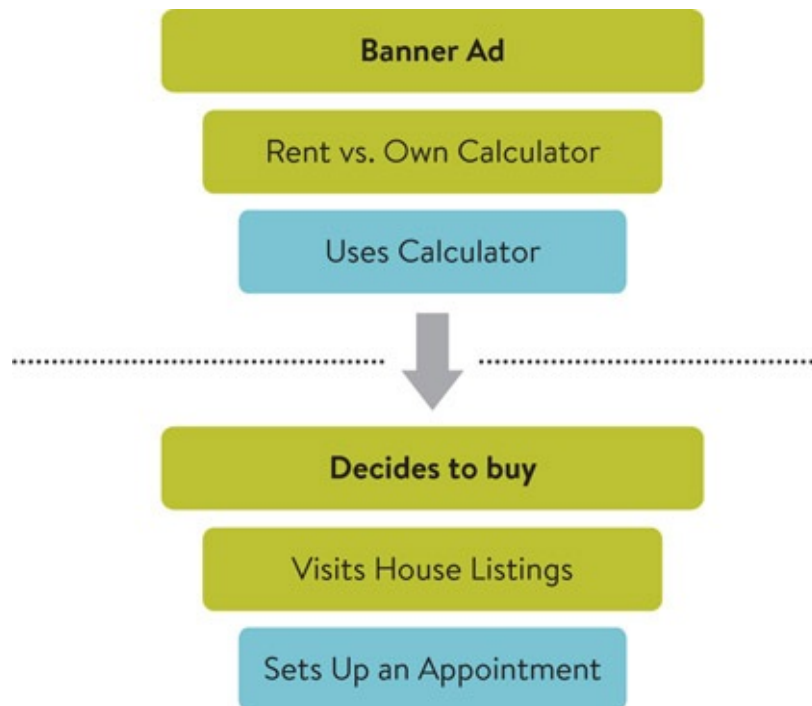 Banner Ad
Rent vs. Own Calculator
Uses Calculator
Decides to buy
Visits House Listings
Sets Up an Appointment